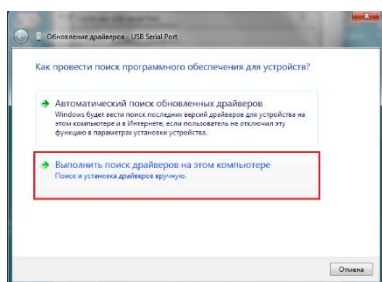 Обновление драйверов - USB Serial Port
Как провести поиск программного обеспечения для устройств?
Автоматический поиск обновленных драйверов
Windows будет вести поиск последних версий драйверов для устройства на
этом компьютере и в Интернете, если пользователь не отключил эту
функцию в параметрах установки устройства.
Выполнить поиск драйверов на этом компьютере
Поиск и установка драйверов вручную.
Отмена